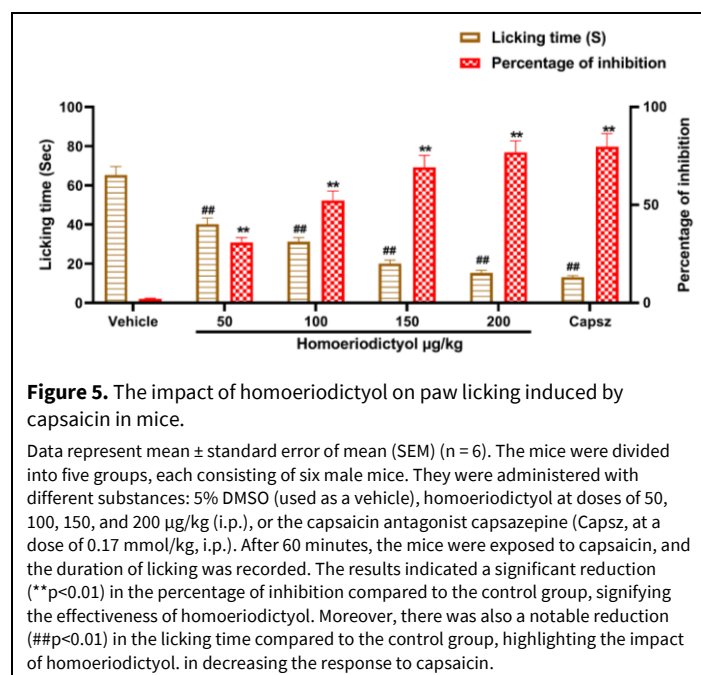 Licking time (S)
Percentage of inhibition
100
80
60
40
20
0
Licking time (Sec)
100
50
0
Percentage of inhibition
##
**
##
**
##
**
##
**
##
**
Vehicle
50
100
150
200
Capsz
Homoeriodictyol µg/kg
Figure 5. The impact of homoeriodictyol on paw licking induced by
capsaicin in mice.
Data represent mean ± standard error of mean (SEM) (n = 6). The mice were divided
into five groups, each consisting of six male mice. They were administered with
different substances: 5% DMSO (used as a vehicle), homoeriodictyol at doses of 50,
100, 150, and 200 µg/kg (i.p.), or the capsaicin antagonist capsazepine (Capsz, at a
dose of 0.17 mmol/kg, i.p.). After 60 minutes, the mice were exposed to capsaicin, and
the duration of licking was recorded. The results indicated a significant reduction
(**p<0.01) in the percentage of inhibition compared to the control group, signifying
the effectiveness of homoeriodictyol. Moreover, there was also a notable reduction
(##p<0.01) in the licking time compared to the control group, highlighting the impact
of homoeriodictyol. in decreasing the response to capsaicin.